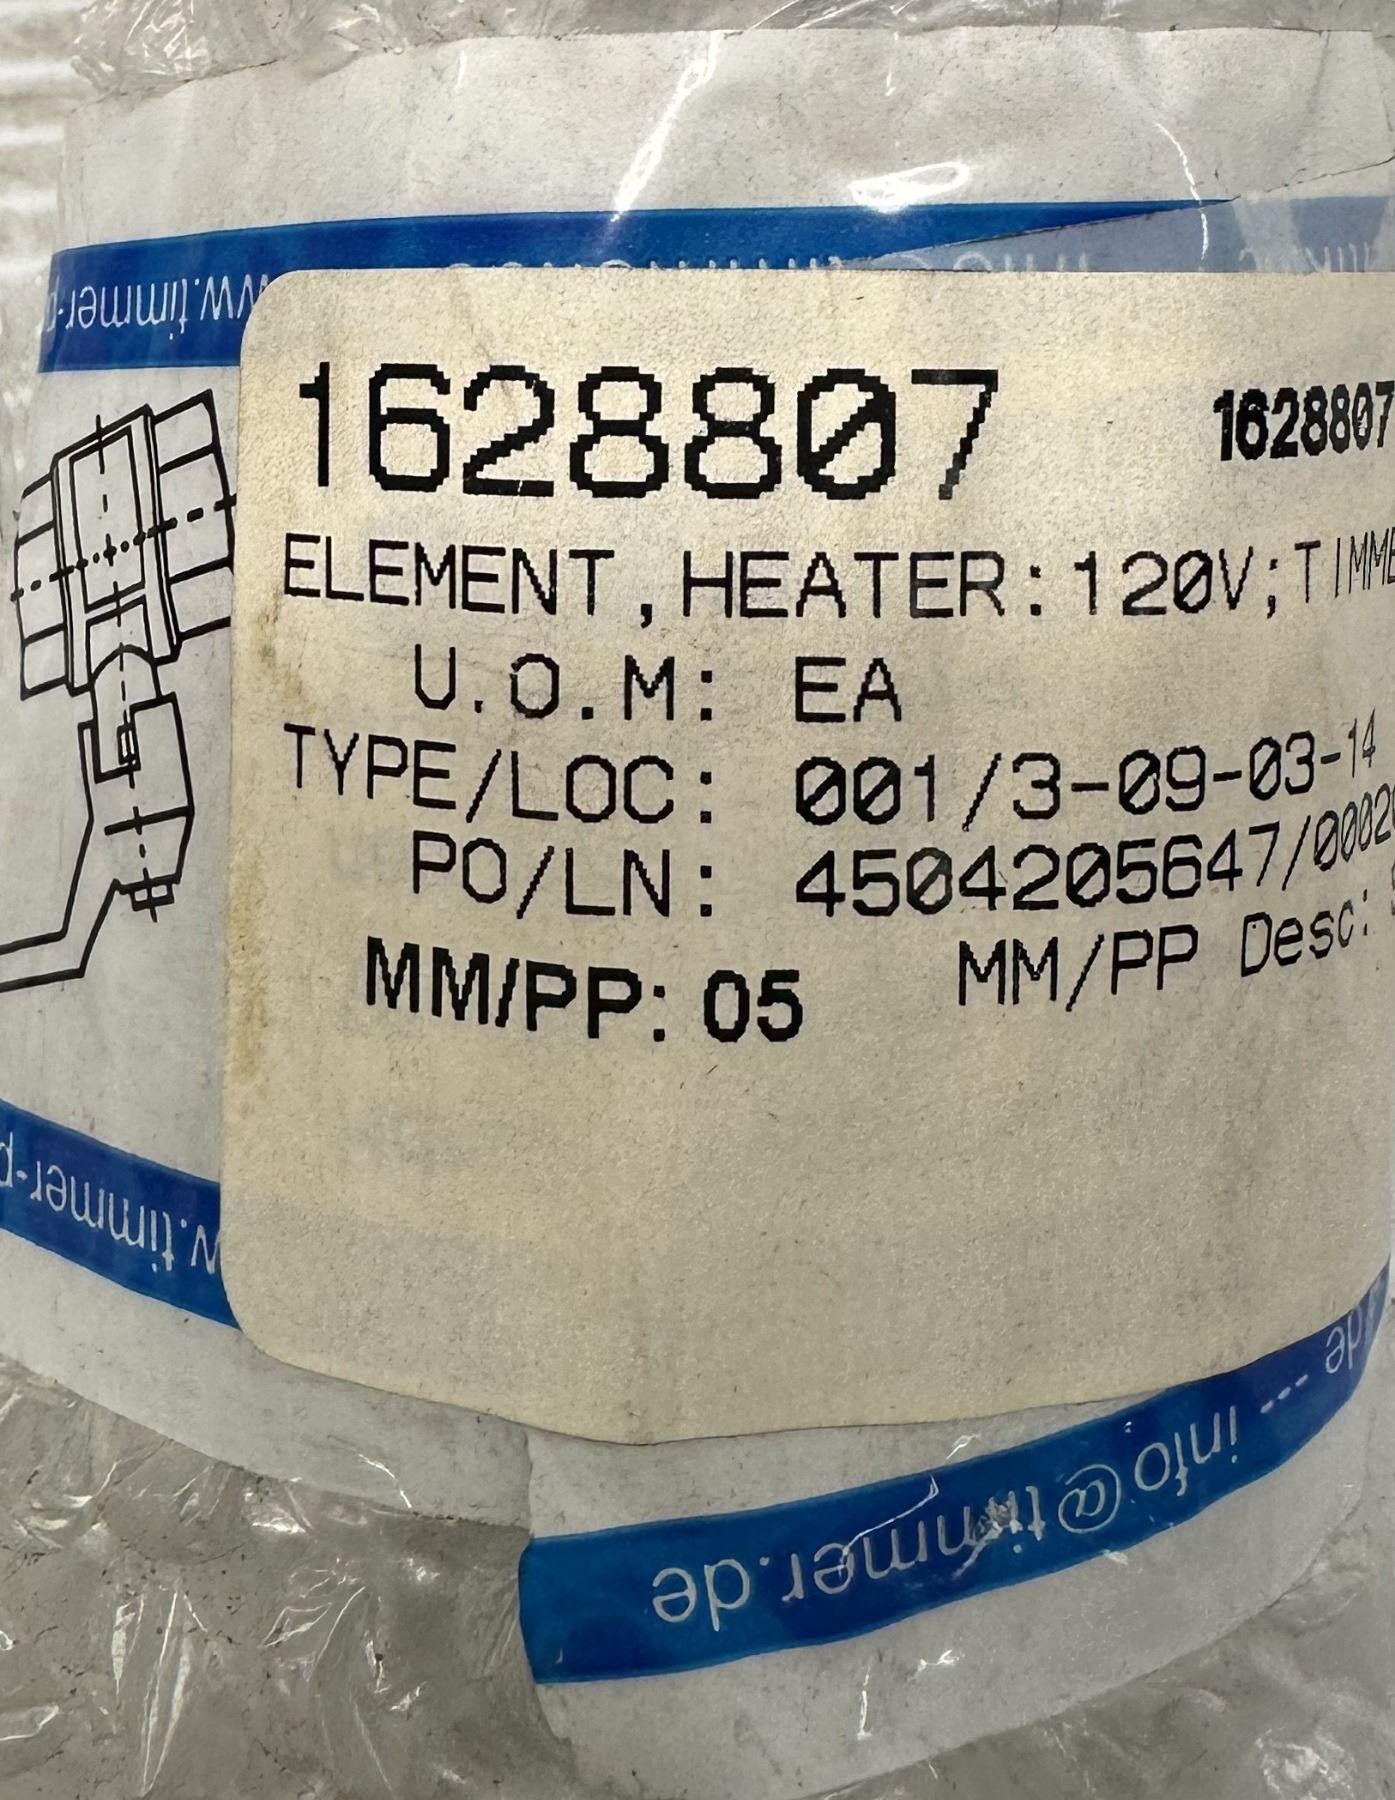 www.timmer-p
1628807
1628807
ELEMENT,HEATER:120V;TIMME
U.O.M: EA
TYPE/LOC: 001/3-09-03-14
PO/LN: 4504205647/0002
MM/PP: 05
MM/PP Desc:
w.timmer-p
.de --- info@timmer.de